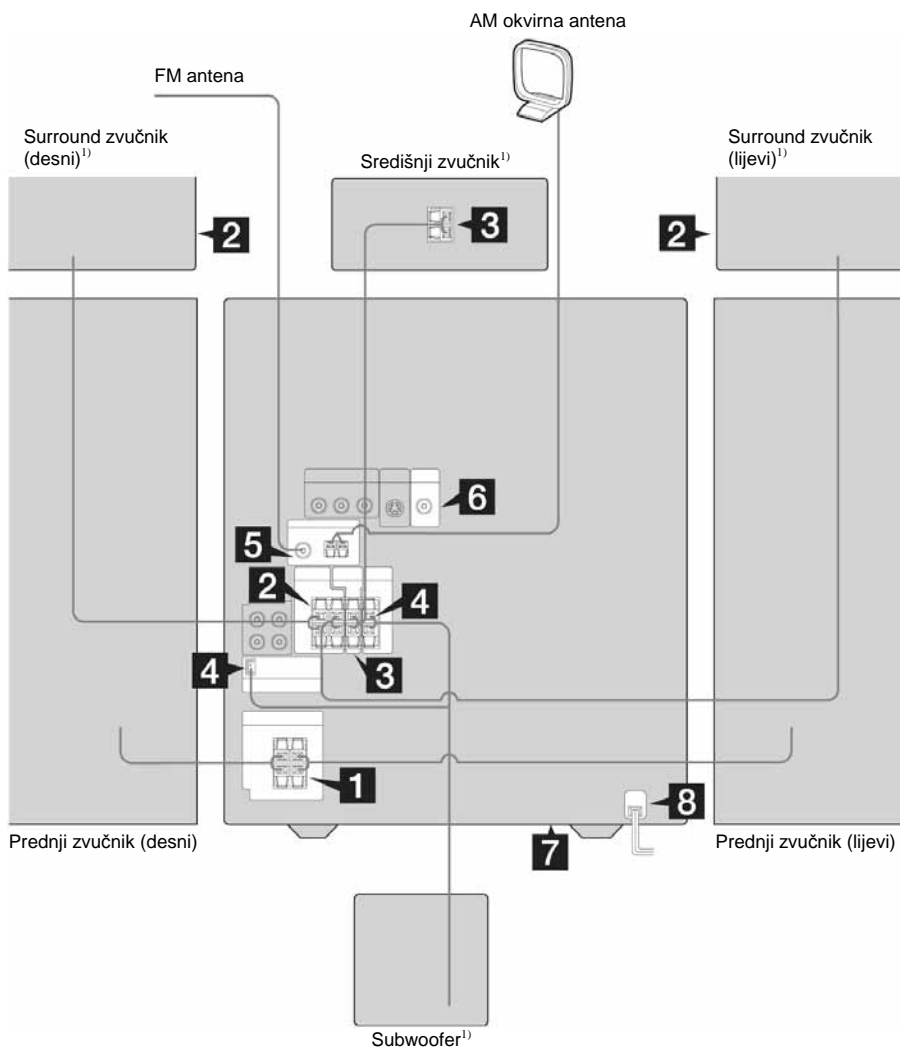 AM okvirna antena
FM antena
Surround zvučnik
(desni)1)
Središnji zvučnik1)
Surround zvučnik
(lijevi)1)
2
3
2
6
5
2
4
4
3
1
8
7
Prednji zvučnik (desni)
Prednji zvučnik (lijevi)
Subwoofer1)